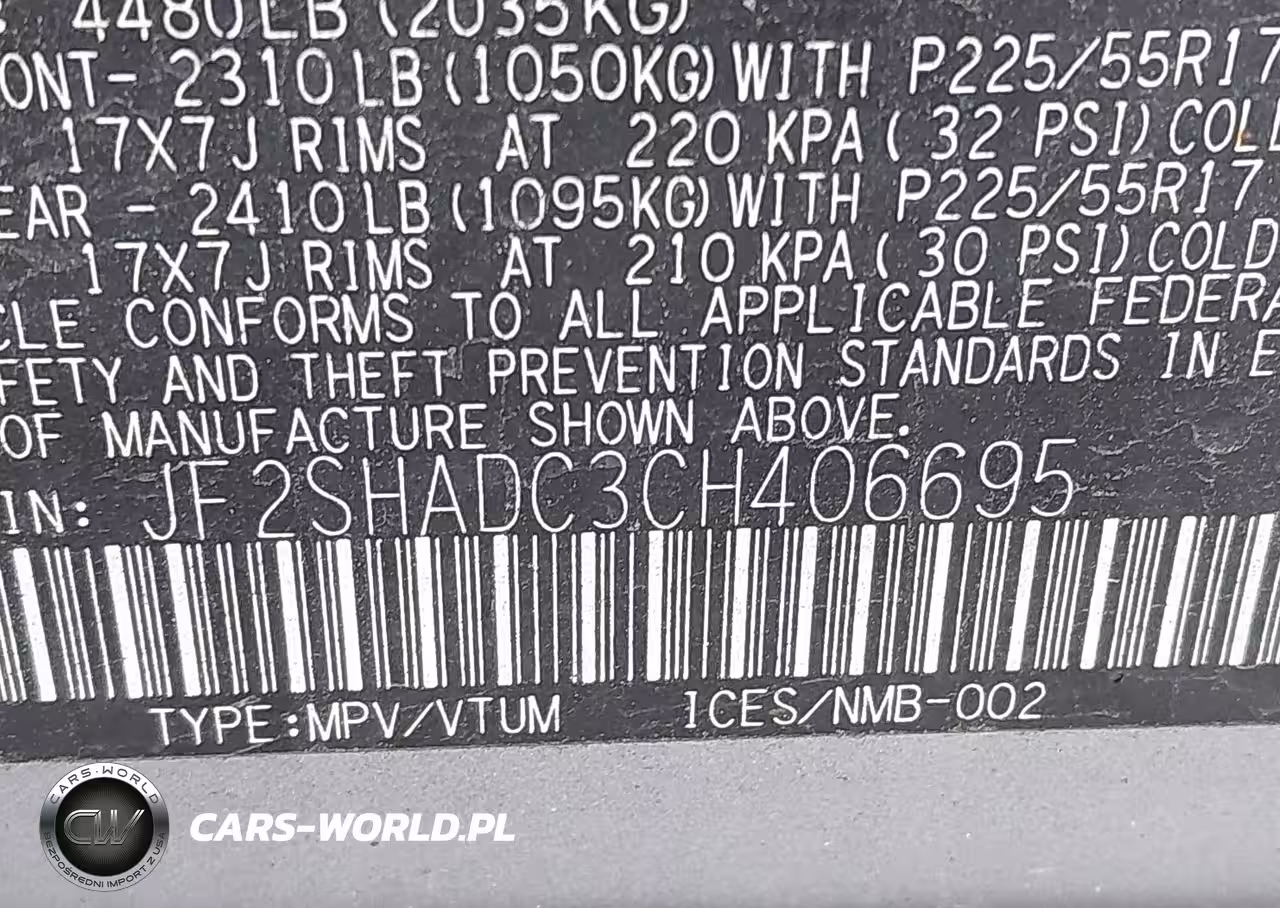 4480LB (2035KG)
ONT- 2310LB(1050KG)WITH P225/55R17
17X7J RIMS AT 220 KPA( 32 PSI)COLD
EAR - 2410LB(1095KG)WITH P225/55R17
17X7J RIMS AT 210 KPA( 30 PSI)COLD
CLE CONFORMS TO ALL APPLICABLE FEDERA
FETY AND THEFT PREVENTION STANDARDS IN E
OF MANUFACTURE SHOWN ABOVE.
IN: JF2SHADC3CH406695
TYPE:MPV/VTUM ICES/NMB-002
CARS-WORLD
CW
BEZPOŚREDNI IMPORT Z USA
CARS-WORLD.PL